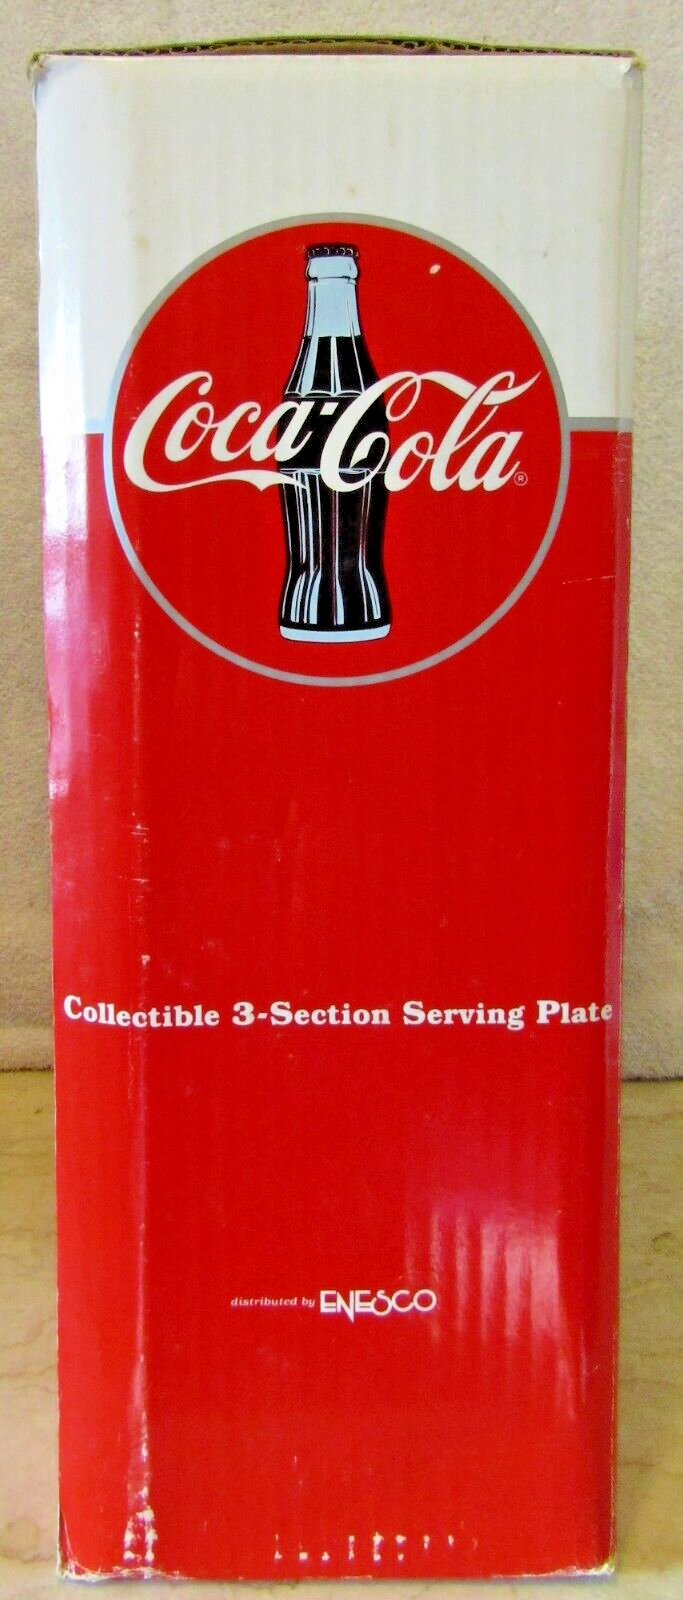 Coca-Cola®
Collectible 3-Section Serving Plate
distributed by ENESCO